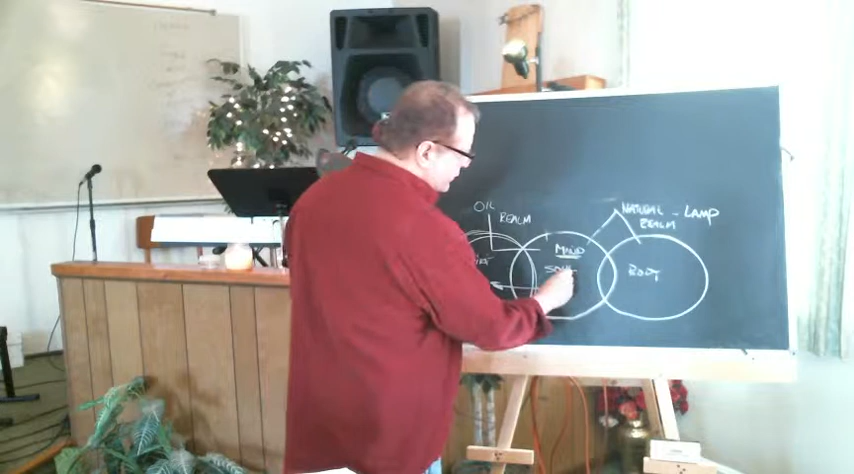 OIL
REALM
NATURAL - LAMP
REALM
MIND
SOUL
BODY